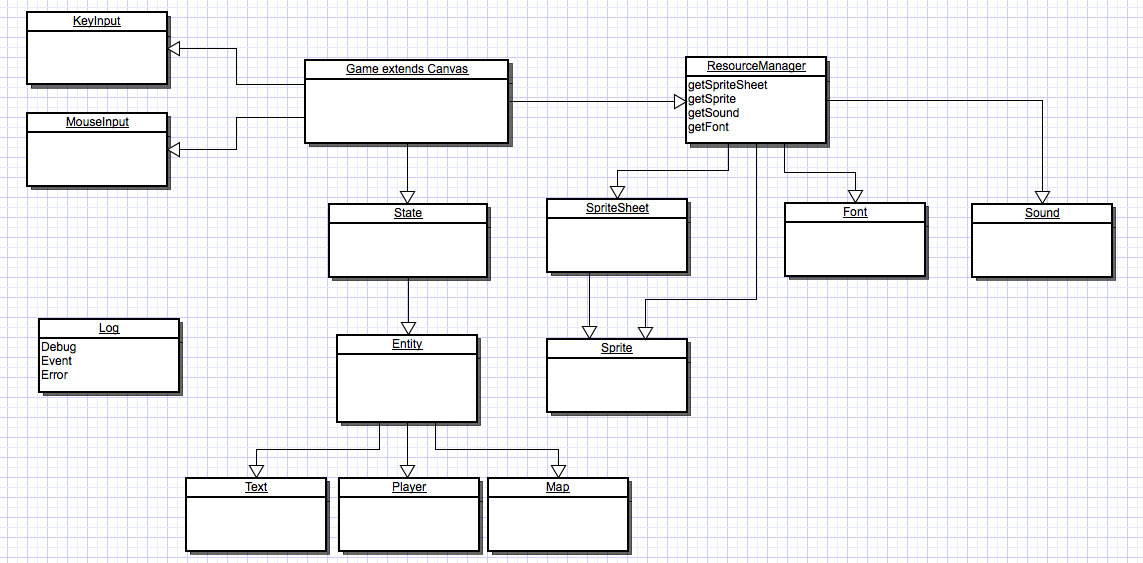 KeyInput
Game extends Canvas
ResourceManager
getSpriteSheet
getSprite
getSound
getFont
MouseInput
State
SpriteSheet
Font
Sound
Log
Debug
Event
Error
Entity
Sprite
Text
Player
Map